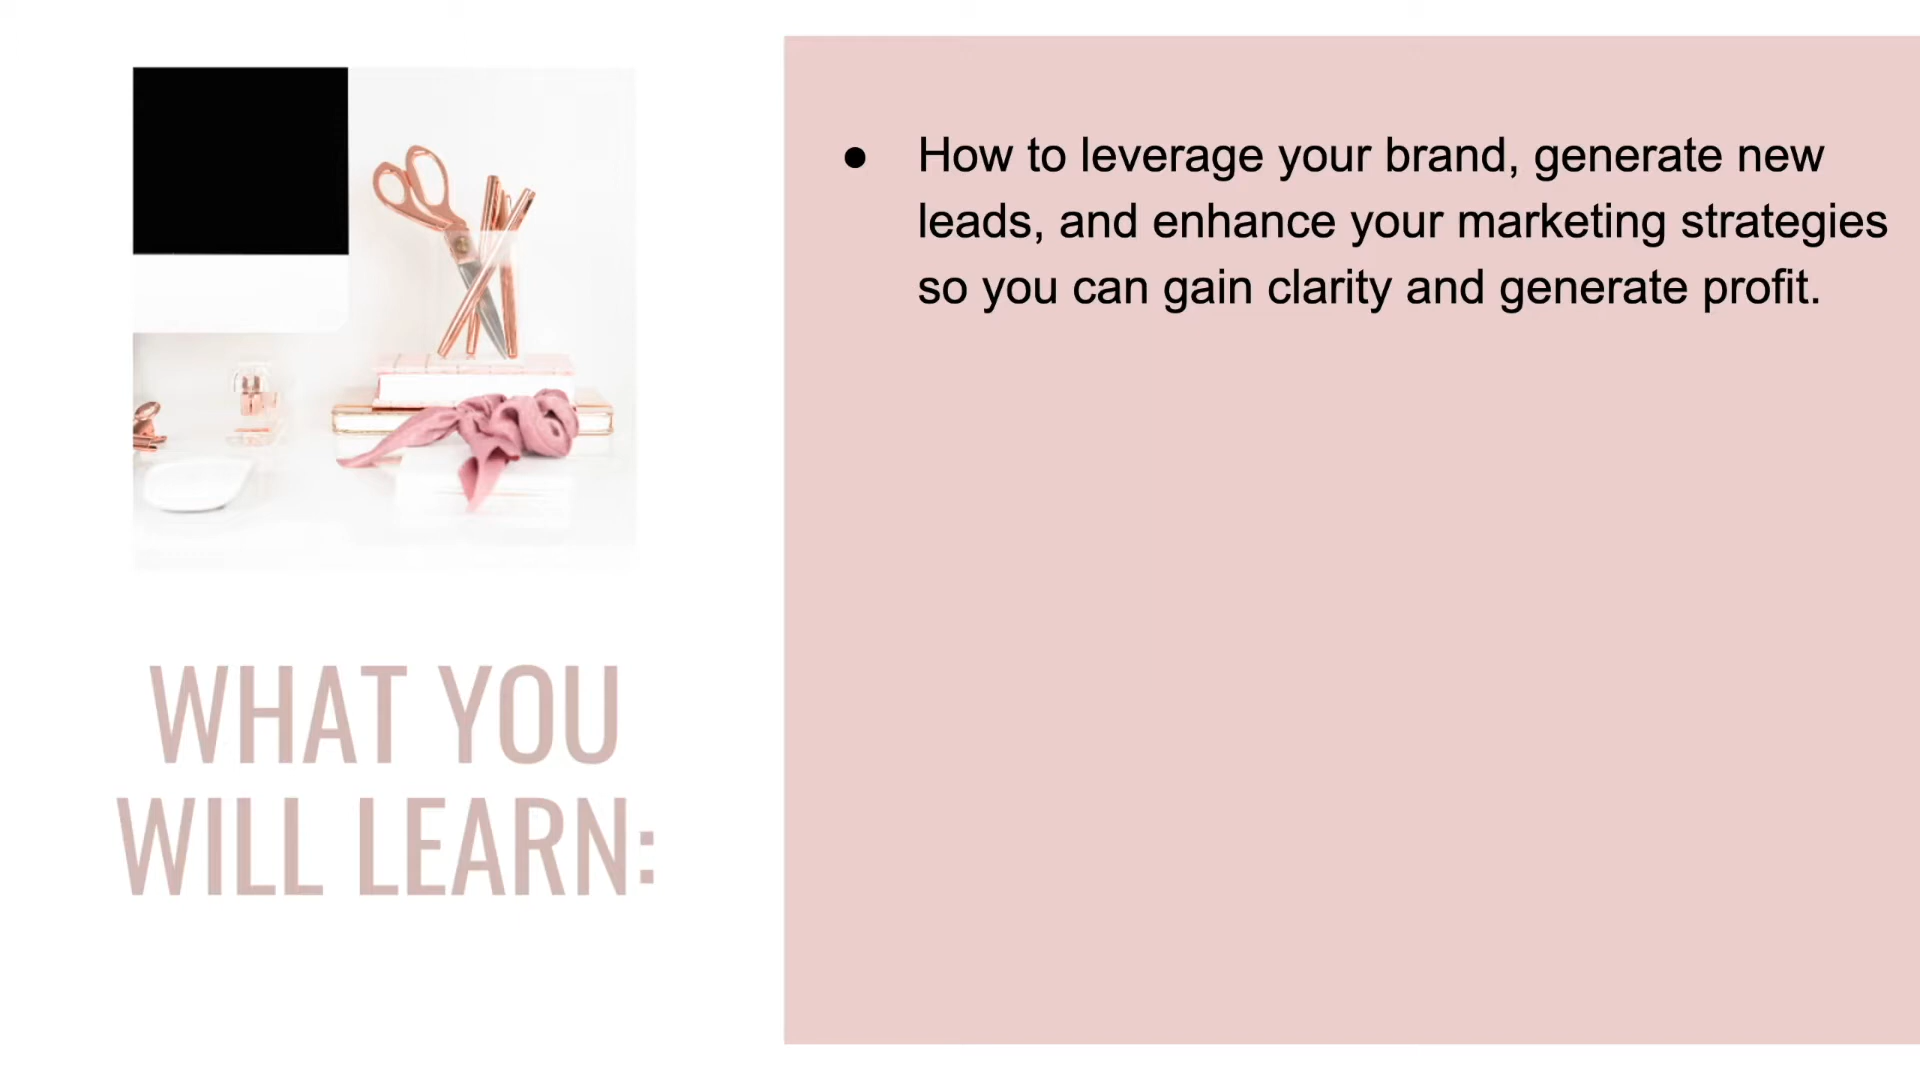 WHAT YOU
WILL LEARN:
● How to leverage your brand, generate new
leads, and enhance your marketing strategies
so you can gain clarity and generate profit.